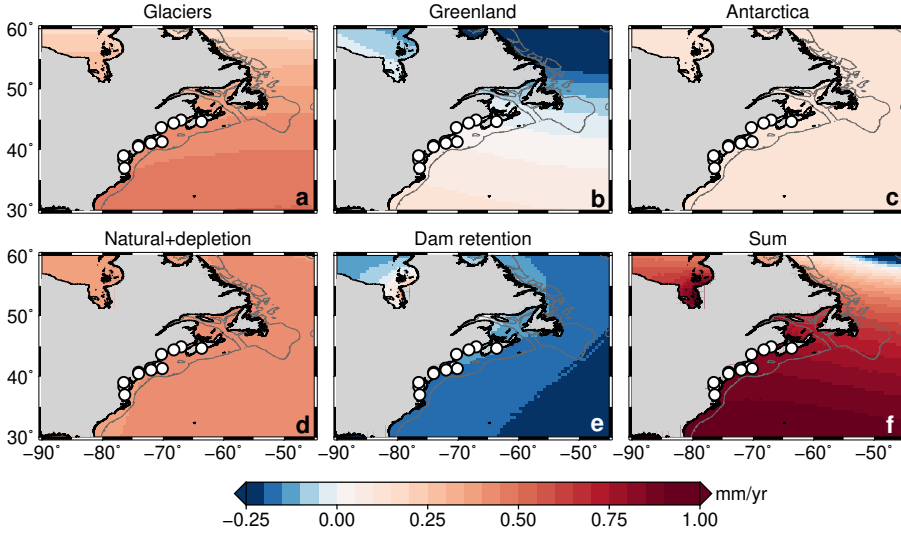 Glaciers Greenland Antarctica
60°
50°
40°
30°
a b c
Natural+depletion Dam retention Sum
60°
50°
40°
30°
d e f
−90 −80 −70 −60 −50 −90 −80 −70 −60 −50 −90 −80 −70 −60 −50
mm/yr
−0.25 0.00 0.25 0.50 0.75 1.00